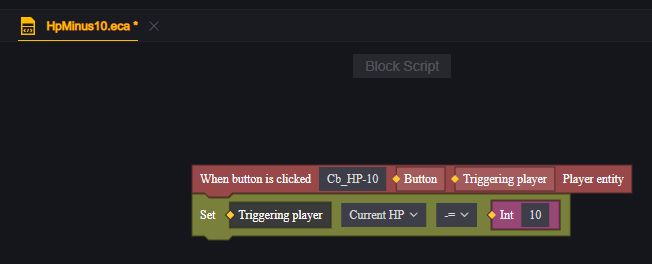 HpMinus10.eca *
Block Script
When button is clicked Cb_HP-10 Button Triggering player Player entity
Set Triggering player Current HP -= Int 10